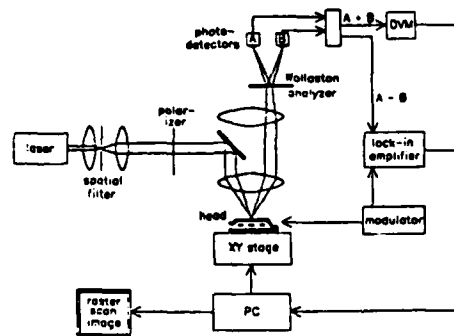 photo-
detectors
A
B
A + B
DVM
Wollaston
analyzer
A - B
polar-
izer
laser
spatial
filter
lock-in
amplifier
head
modulator
XY stage
raster
scan
image
PC